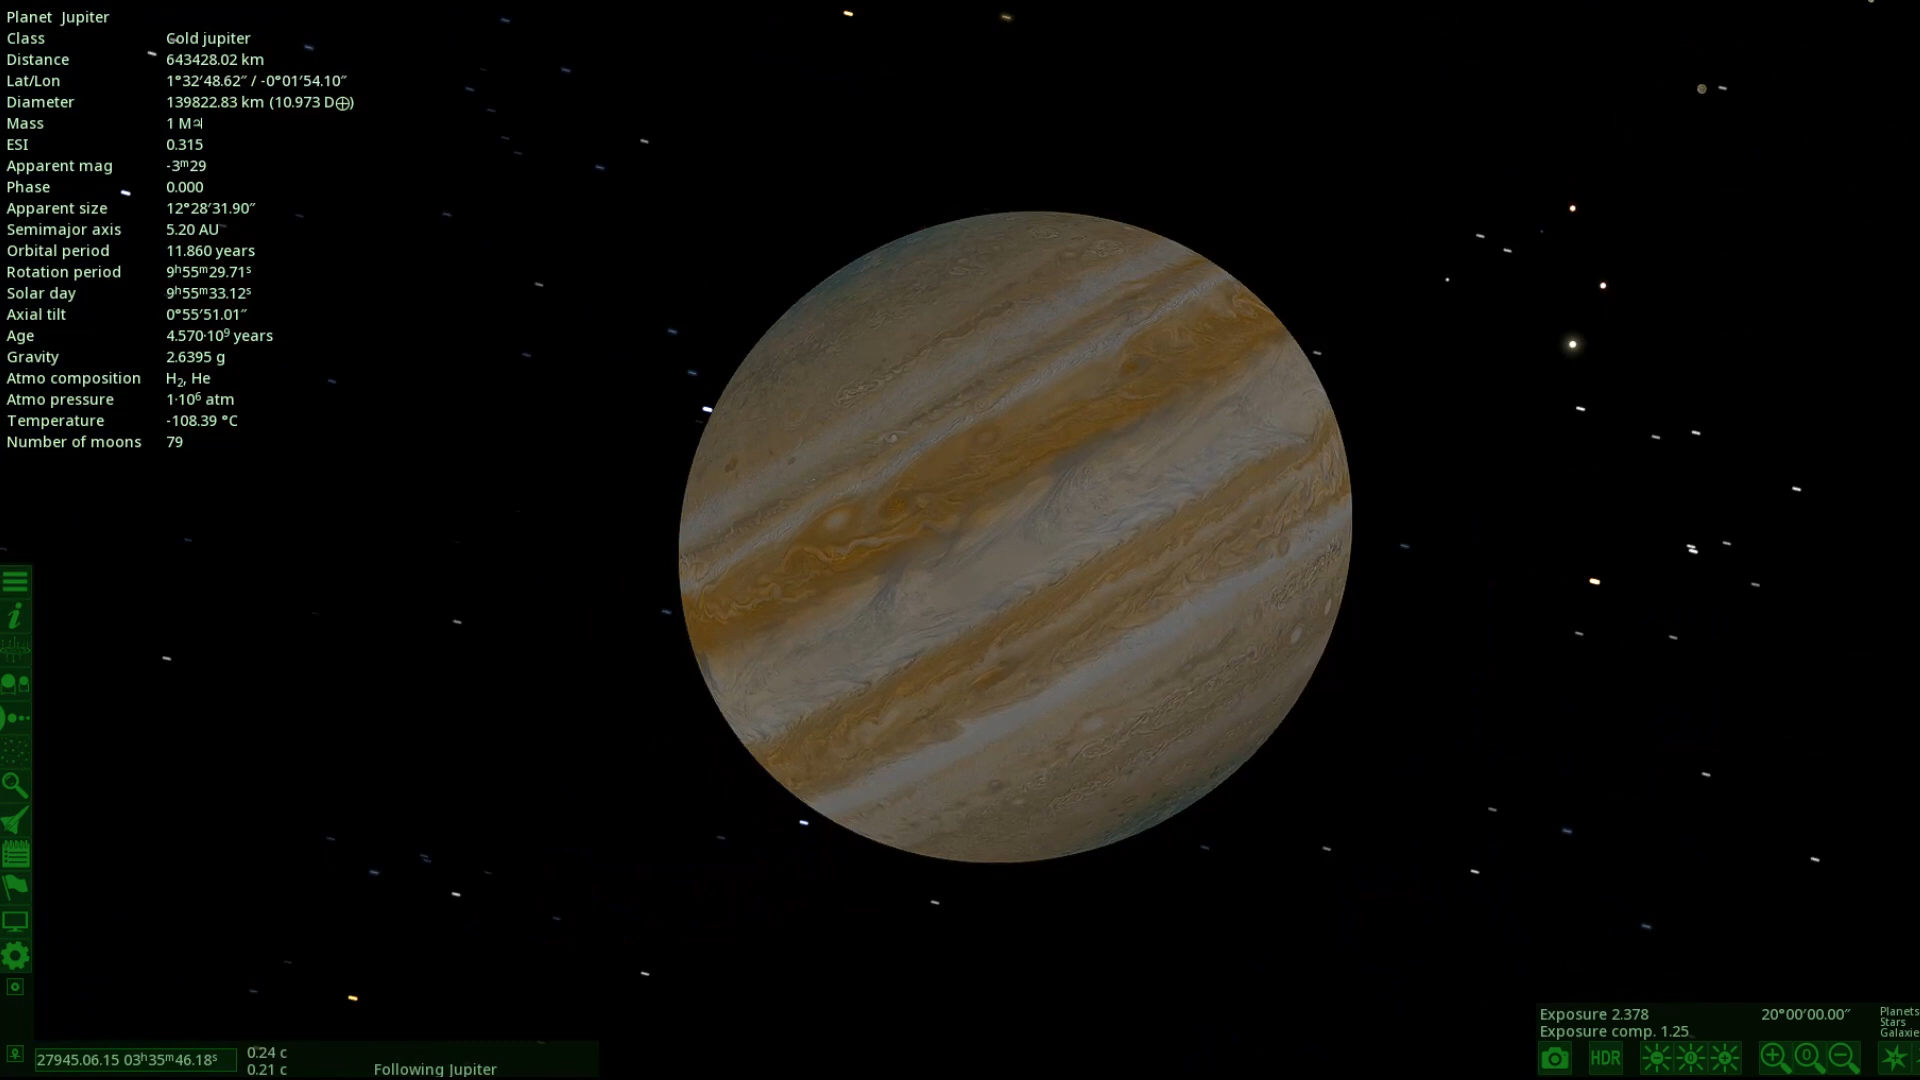 Planet Jupiter
Class Gold jupiter
Distance 643428.02 km
Lat/Lon 1°32′48.62″ / -0°01′54.10″
Diameter 139822.83 km (10.973 D⊕)
Mass 1 M♃
ESI 0.315
Apparent mag -3ᵐ29
Phase 0.000
Apparent size 12°28′31.90″
Semimajor axis 5.20 AU
Orbital period 11.860 years
Rotation period 9ʰ55ᵐ29.71ˢ
Solar day 9ʰ55ᵐ33.12ˢ
Axial tilt 0°55′51.01″
Age 4.570·10⁹ years
Gravity 2.6395 g
Atmo composition H₂, He
Atmo pressure 1·10⁶ atm
Temperature -108.39 °C
Number of moons 79
27945.06.15 03ʰ35ᵐ46.18ˢ
0.24 c
0.21 c
Following Jupiter
Exposure 2.378
Exposure comp. 1.25
20°00′00.00″
Planets
Stars
Galaxie
HDR